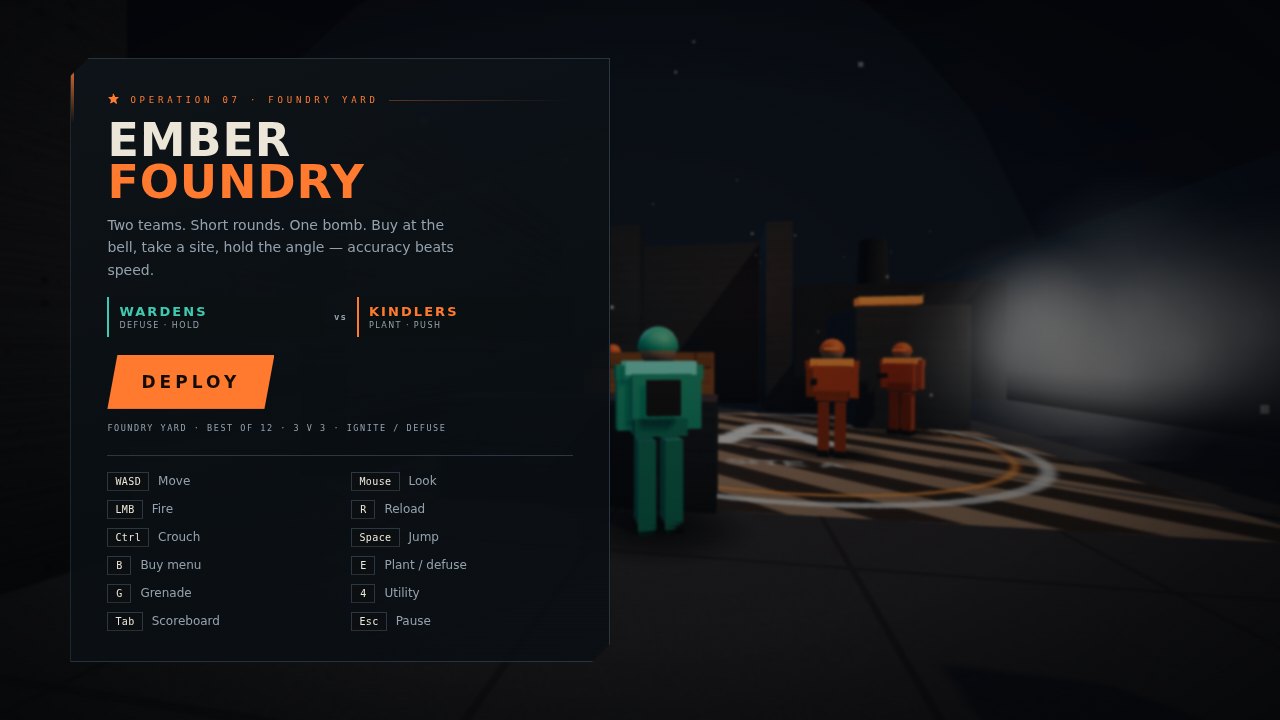 OPERATION 07 · FOUNDRY YARD
EMBER
FOUNDRY
Two teams. Short rounds. One bomb. Buy at the
bell, take a site, hold the angle — accuracy beats
speed.
WARDENS
DEFUSE · HOLD
VS
KINDLERS
PLANT · PUSH
DEPLOY
FOUNDRY YARD · BEST OF 12 · 3 V 3 · IGNITE / DEFUSE
WASD Move
Mouse Look
LMB Fire
R Reload
Ctrl Crouch
Space Jump
B Buy menu
E Plant / defuse
G Grenade
4 Utility
Tab Scoreboard
Esc Pause
A